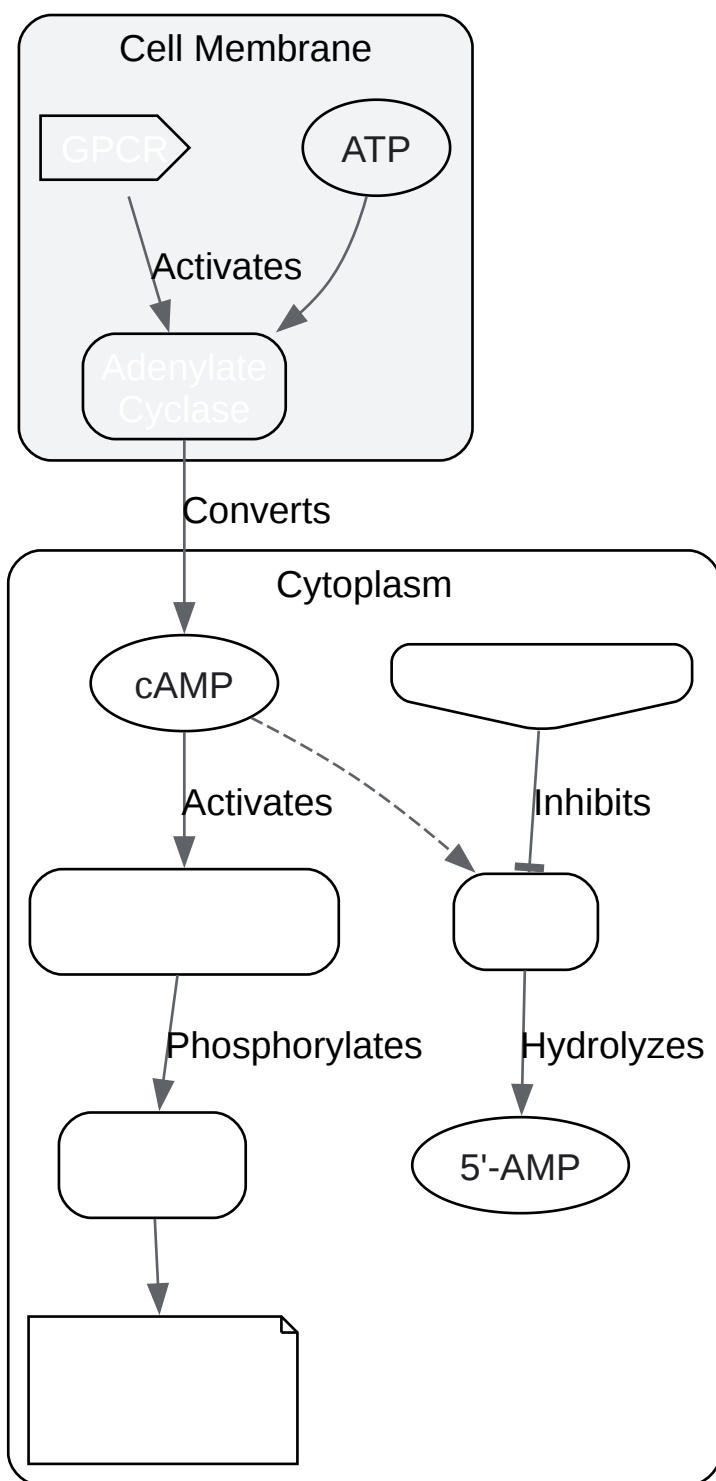 Cell Membrane
GPCR
ATP
Activates
Adenylate
Cyclase
Converts
Cytoplasm
cAMP
Activates
Inhibits
Phosphorylates
Hydrolyzes
5'-AMP